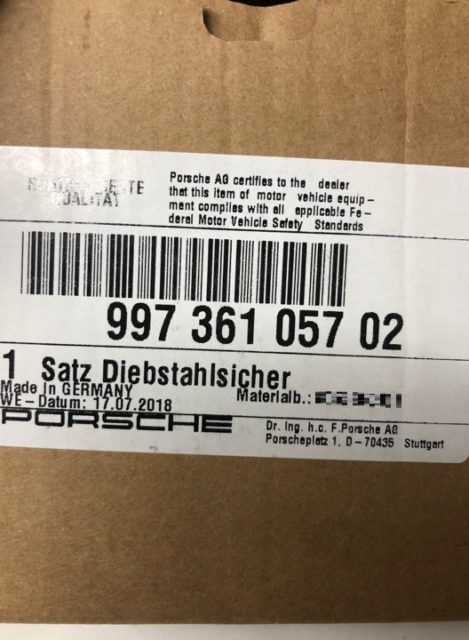 QUALITÄT
Porsche AG certifies to the dealer
that this item of motor vehicle equip-
ment complies with all applicable Fe-
deral Motor Vehicle Safety Standards
997 361 057 02
1 Satz Diebstahlsicher
Made in GERMANY
Materialb.:
WE-Datum: 17.07.2018
PORSCHE
Dr. Ing. h.c. F.Porsche AG
Porscheplatz 1, D-70435 Stuttgart